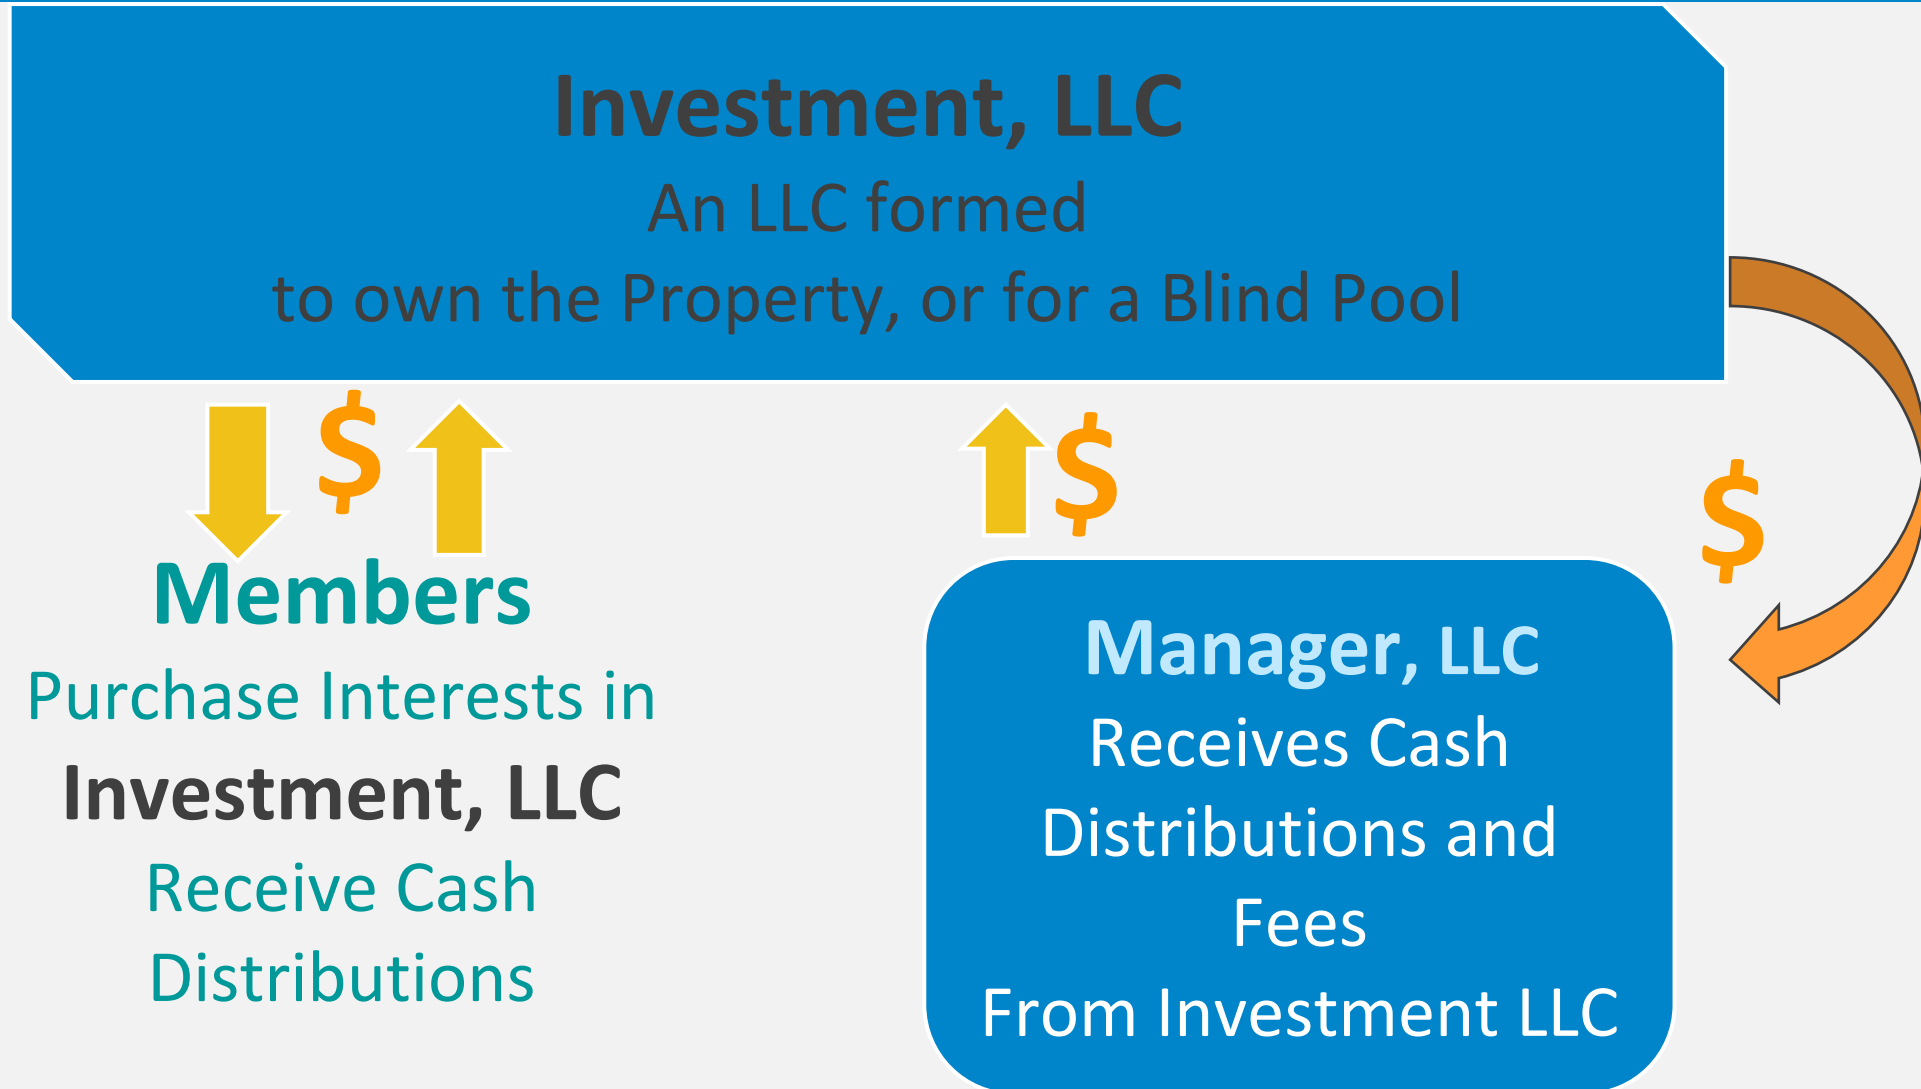 Investment, LLC
An LLC formed
to own the Property, or for a Blind Pool
$
$
$
Members
Purchase Interests in
Investment, LLC
Receive Cash
Distributions
Manager, LLC
Receives Cash
Distributions and
Fees
From Investment LLC